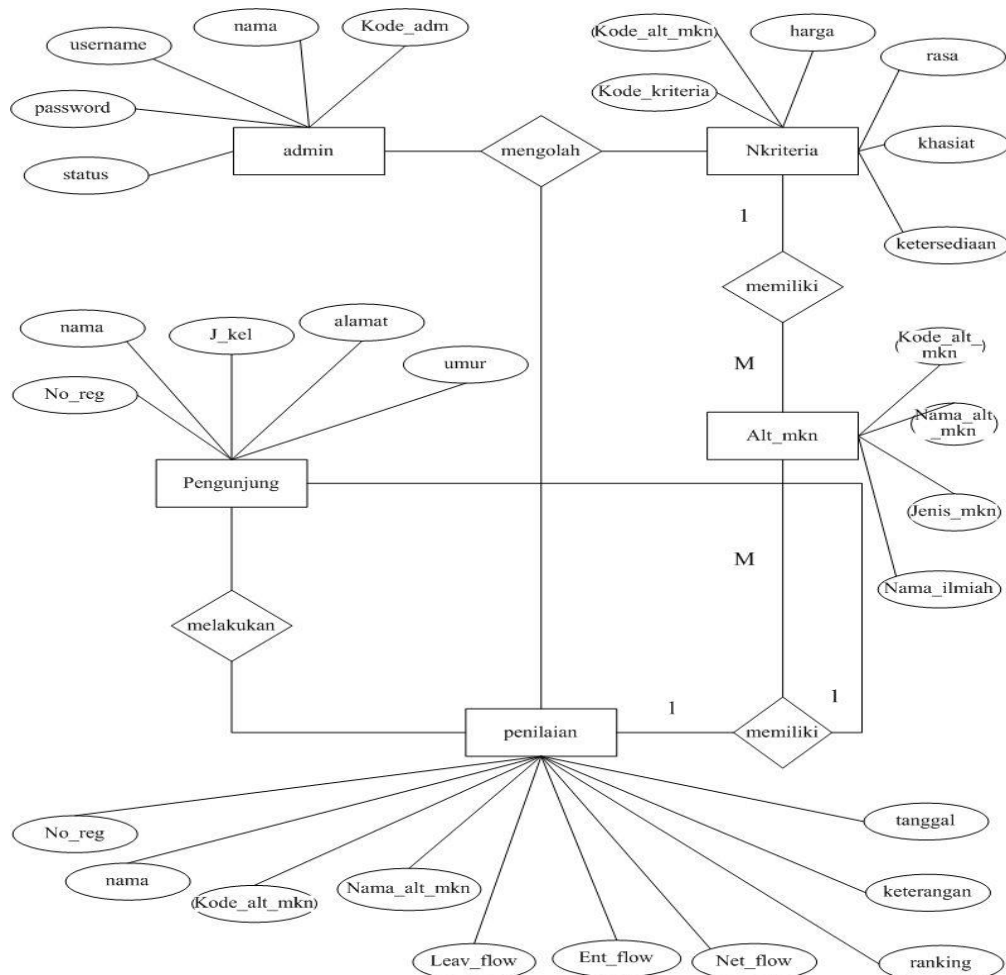 nama
Kode_adm
username
password
status
admin
mengolah
Kode_alt_mkn
harga
rasa
Kode_kriteria
Nkriteria
khasiat
ketersediaan
1
memiliki
M
nama
J_kel
alamat
umur
No_reg
Pengunjung
Kode_alt_
mkn
Nama_alt
_mkn
Alt_mkn
Jenis_mkn
Nama_ilmiah
M
melakukan
penilaian
1
memiliki
1
No_reg
nama
Kode_alt_mkn
Nama_alt_mkn
Leav_flow
Ent_flow
Net_flow
ranking
keterangan
tanggal